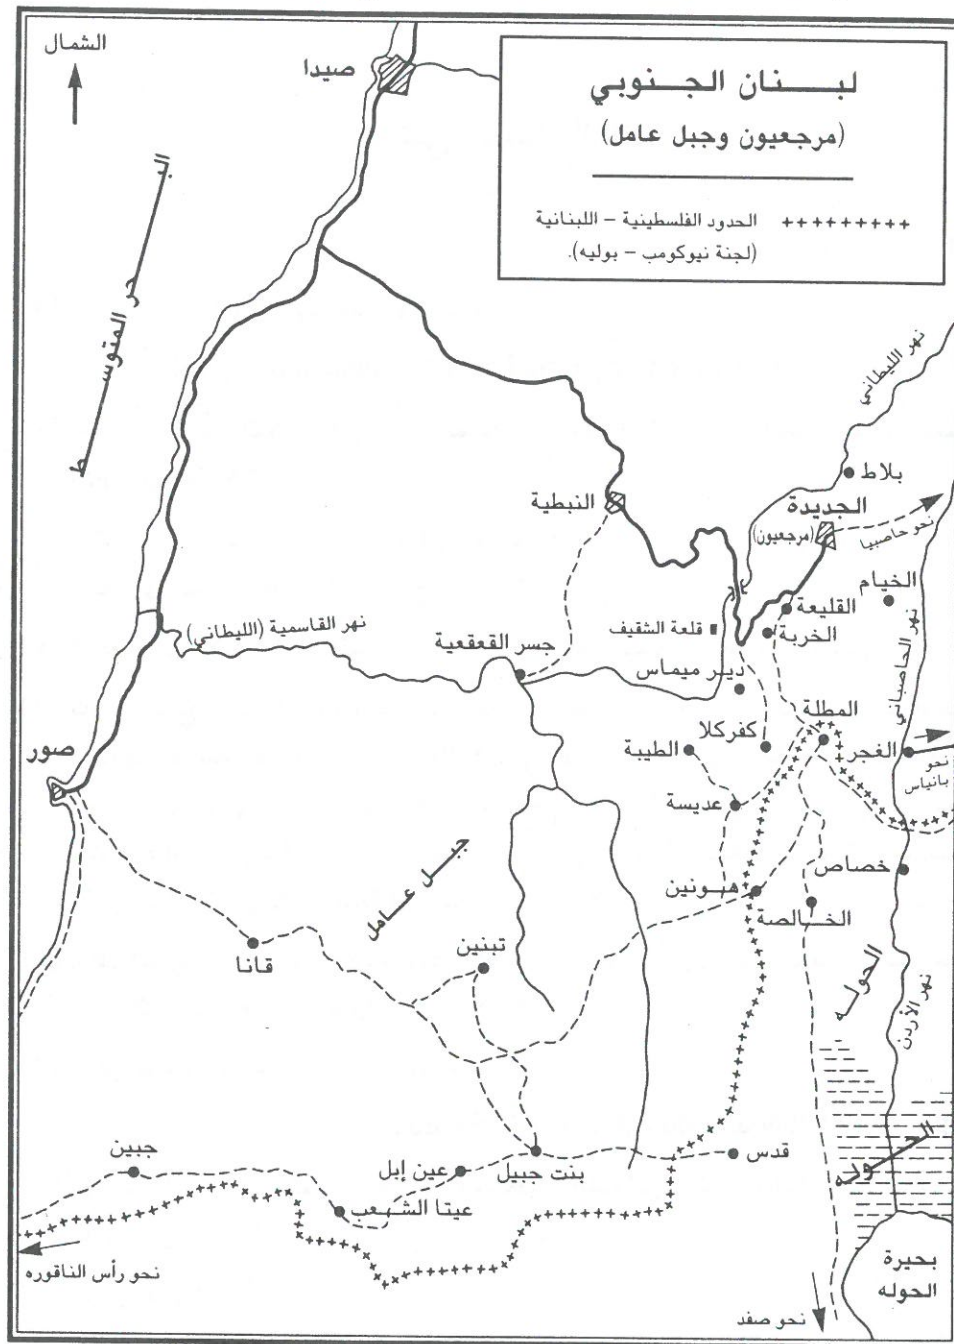 الشمال
صيدا
لبنان الجنوبي
(مرجعيون وجبل عامل)
الحدود الفلسطينية – اللبنانية
(لجنة نيوكومب – بوليه).
البحر المتوسط
نهر الليطاني
بلاط
النبطية
الجديدة
(مرجعيون)
نحو حاصبيا
الخيام
القليعة
نهر القاسمية (الليطاني)
قلعة الشقيف
الخربة
جسر القعقعية
دير ميماس
نهر الحاصباني
المطلة
صور
كفركلا
الطيبة
الغجر
نحو
بانياس
عديسة
جبل عامل
خصاص
هونين
الخالصة
تبنين
قانا
الحوله
نهر الأردن
الحوله
جبين
عين إبل
بنت جبيل
قدس
عيتا الشعب
نحو رأس الناقوره
بحيرة
الحوله
نحو صفد